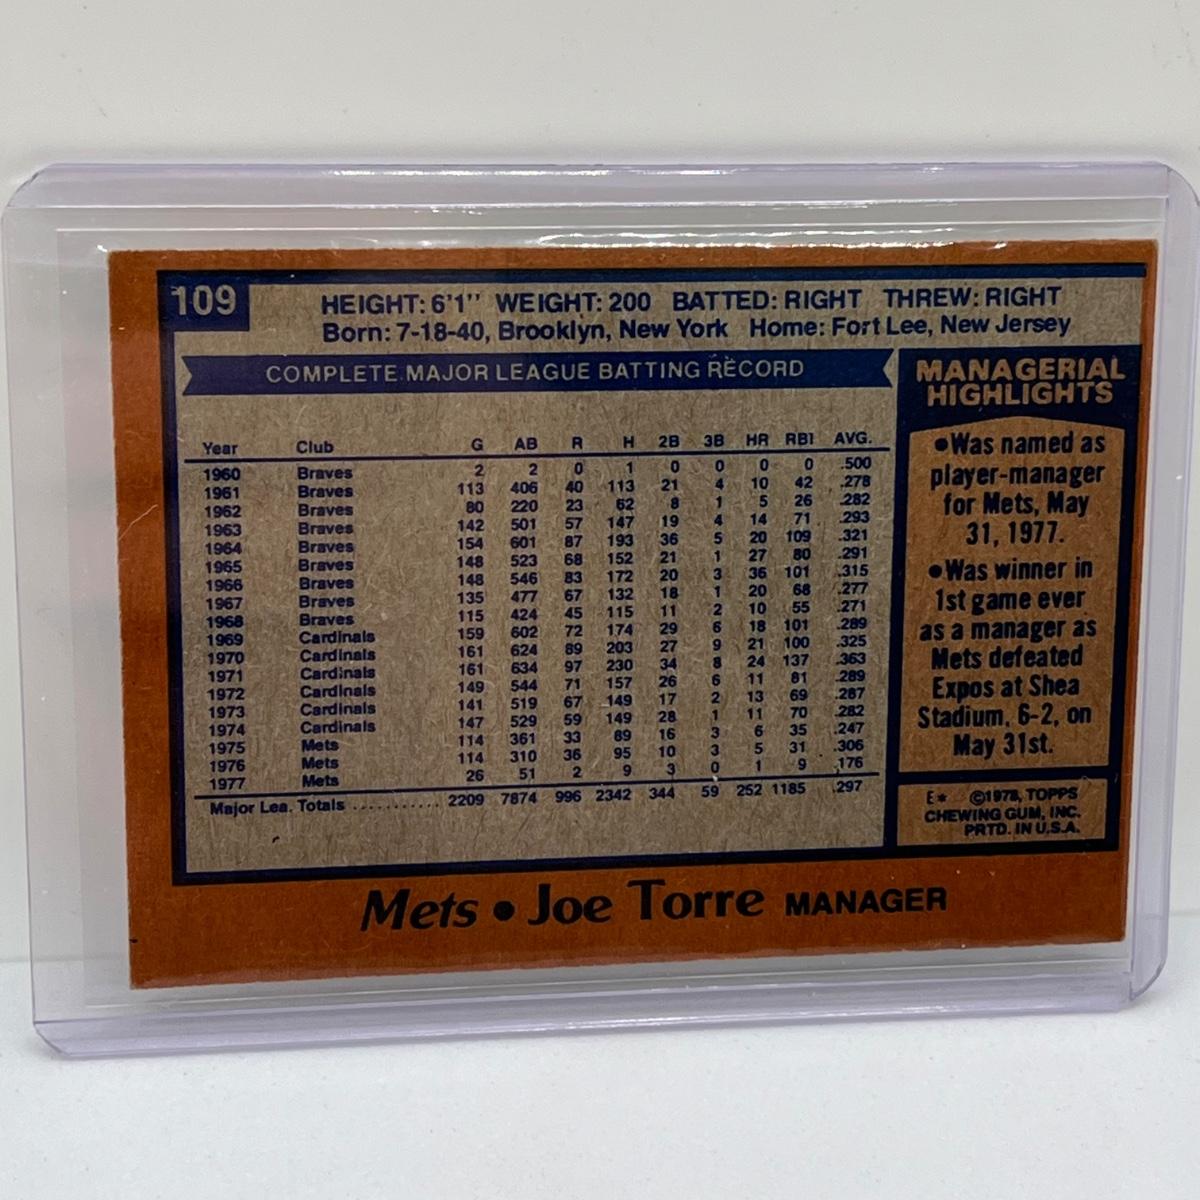 109
HEIGHT: 6'1'' WEIGHT: 200 BATTED: RIGHT THREW: RIGHT
Born: 7-18-40, Brooklyn, New York Home: Fort Lee, New Jersey
COMPLETE MAJOR LEAGUE BATTING RECORD
Year Club G AB R H 2B 3B HR RBI AVG.
1960 Braves 2 2 0 1 0 0 0 0 .500
1961 Braves 113 406 40 113 21 4 10 42 .278
1962 Braves 80 220 23 62 8 1 5 26 .282
1963 Braves 142 501 57 147 19 4 14 71 .293
1964 Braves 154 601 87 193 36 5 20 109 .321
1965 Braves 148 523 68 152 21 1 27 80 .291
1966 Braves 148 546 83 172 20 3 36 101 .315
1967 Braves 135 477 67 132 18 1 20 68 .277
1968 Braves 115 424 45 115 11 2 10 55 .271
1969 Cardinals 159 602 72 174 29 6 18 101 .289
1970 Cardinals 161 624 89 203 27 9 21 100 .325
1971 Cardinals 161 634 97 230 34 8 24 137 .363
1972 Cardinals 149 544 71 157 26 6 11 81 .289
1973 Cardinals 141 519 67 149 17 2 13 69 .287
1974 Cardinals 147 529 59 149 28 1 11 70 .282
1975 Mets 114 361 33 89 16 3 6 35 .247
1976 Mets 114 310 36 95 10 3 5 31 .306
1977 Mets 26 51 2 9 3 0 1 9 .176
Major Lea. Totals ........... 2209 7874 996 2342 344 59 252 1185 .297
MANAGERIAL
HIGHLIGHTS
●Was named as
player-manager
for Mets, May
31, 1977.
●Was winner in
1st game ever
as a manager as
Mets defeated
Expos at Shea
Stadium, 6-2, on
May 31st.
E* ©1978, TOPPS
CHEWING GUM, INC.
PRTD. IN U.S.A.
Mets • Joe Torre MANAGER